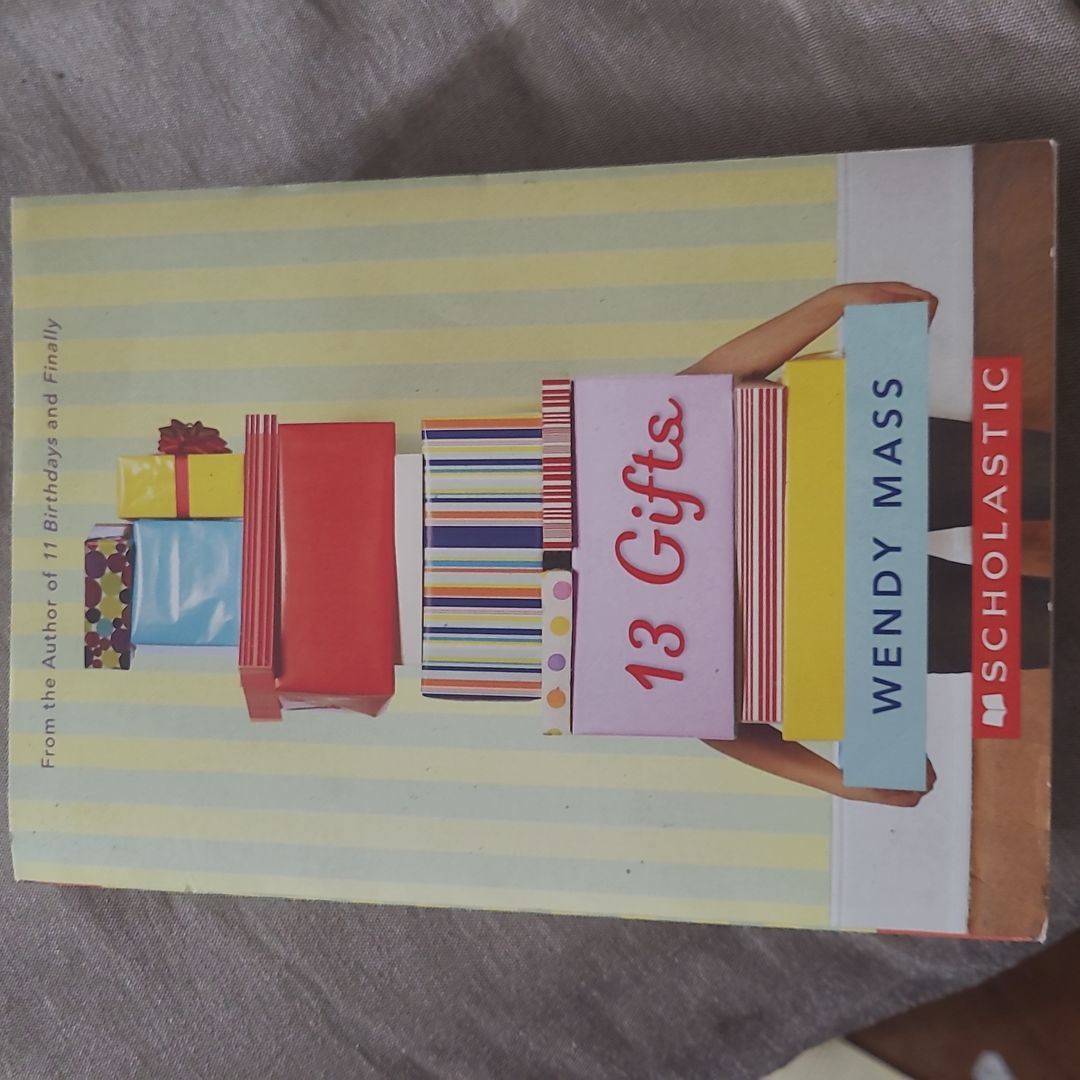 From the Author of 11 Birthdays and Finally
13 Gifts
WENDY MASS
SCHOLASTIC